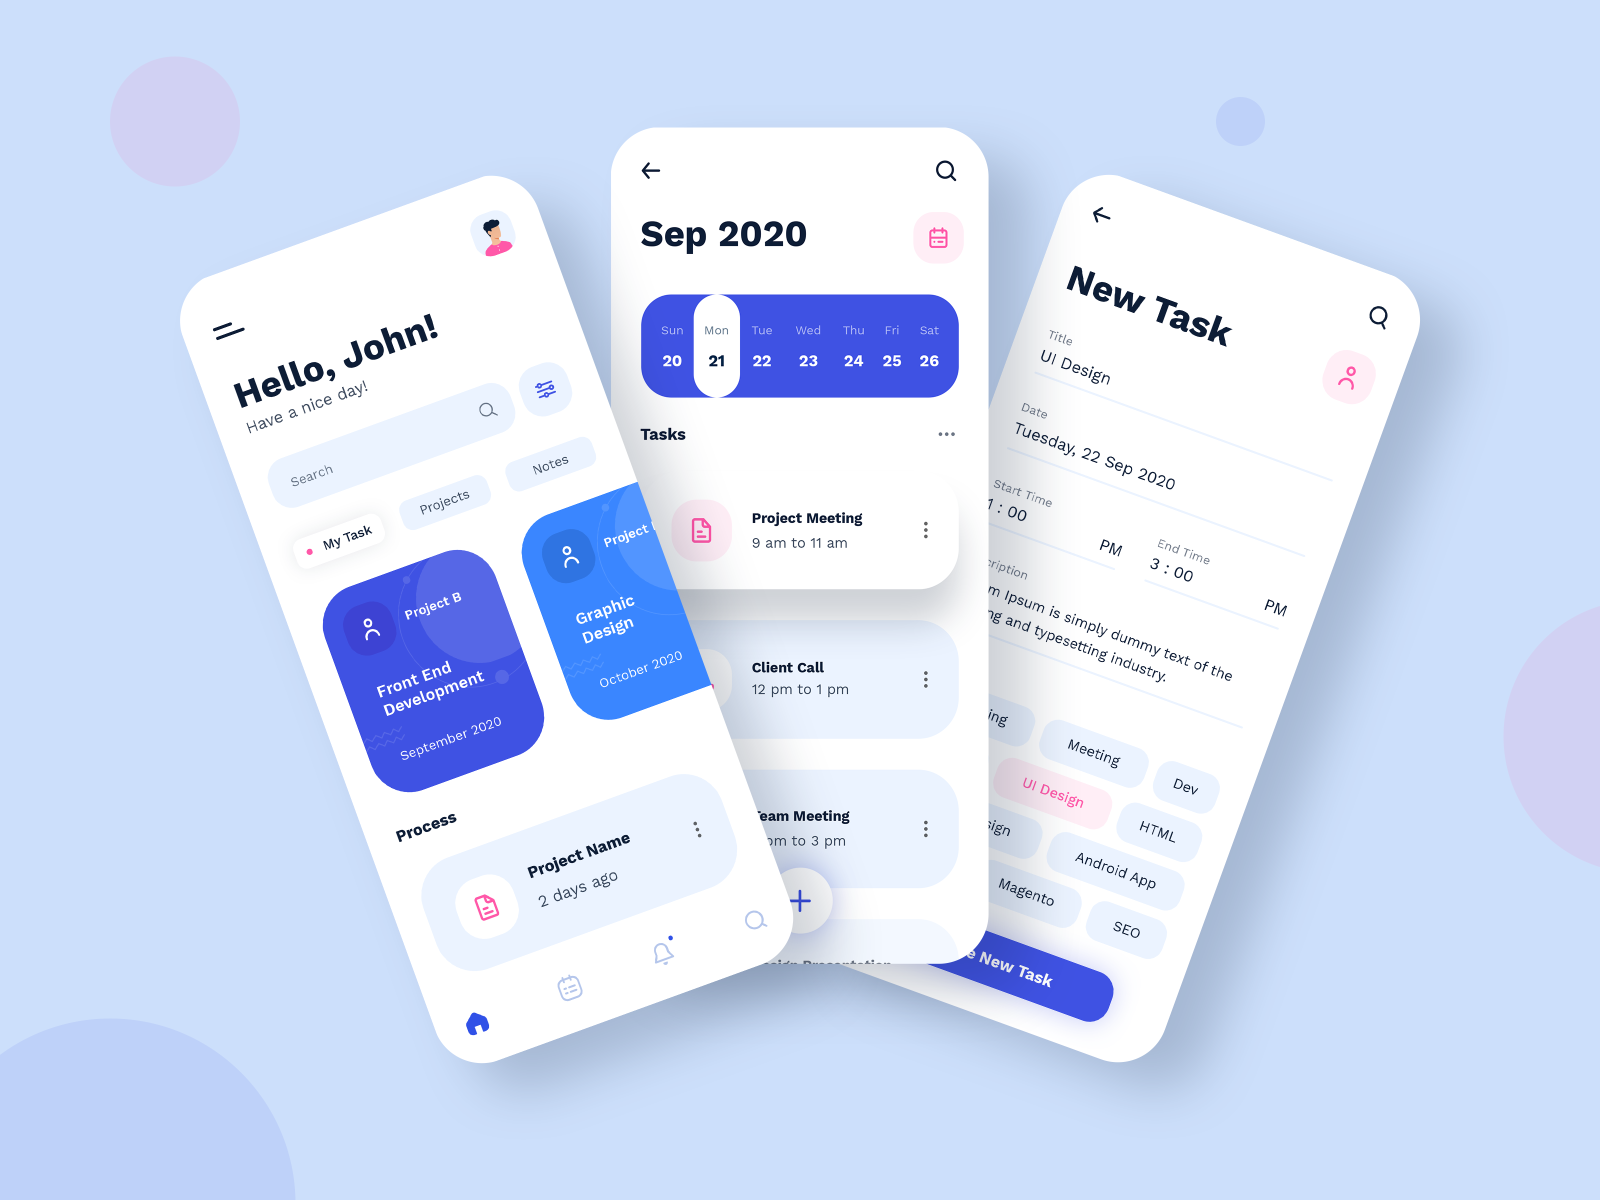 Hello, John!
Have a nice day!
Search
My Task
Projects
Notes
Project B
Front End
Development
September 2020
Project
Graphic
Design
October 2020
Process
Project Name
2 days ago
Sep 2020
Sun Mon Tue Wed Thu Fri Sat
20 21 22 23 24 25 26
Tasks
Project Meeting
9 am to 11 am
Client Call
12 pm to 1 pm
Team Meeting
pm to 3 pm
Presentation
New Task
Title
UI Design
Date
Tuesday, 22 Sep 2020
Start Time
1 : 00
PM
End Time
3 : 00
PM
cription
m Ipsum is simply dummy text of the
ng and typesetting industry.
ing
Meeting
Dev
UI Design
HTML
sign
Android App
Magento
SEO
e New Task